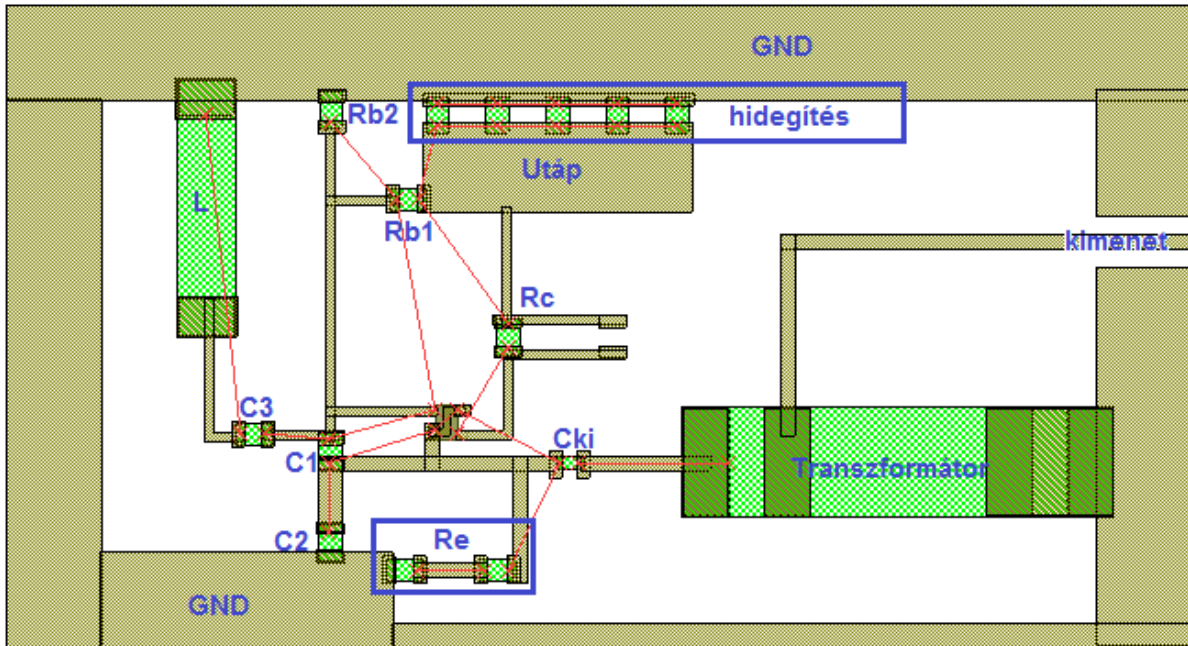 GND
Rb2
hidegítés
Utáp
L
Rb1
kimenet
Rc
C3
C1
Cki
Transzformátor
C2
Re
GND